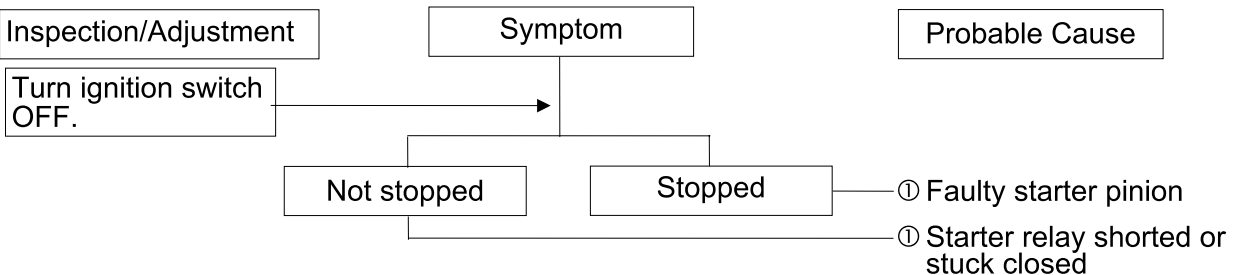 Inspection/Adjustment
Symptom
Probable Cause
Turn ignition switch
OFF.
Not stopped
Stopped
① Faulty starter pinion
① Starter relay shorted or
stuck closed